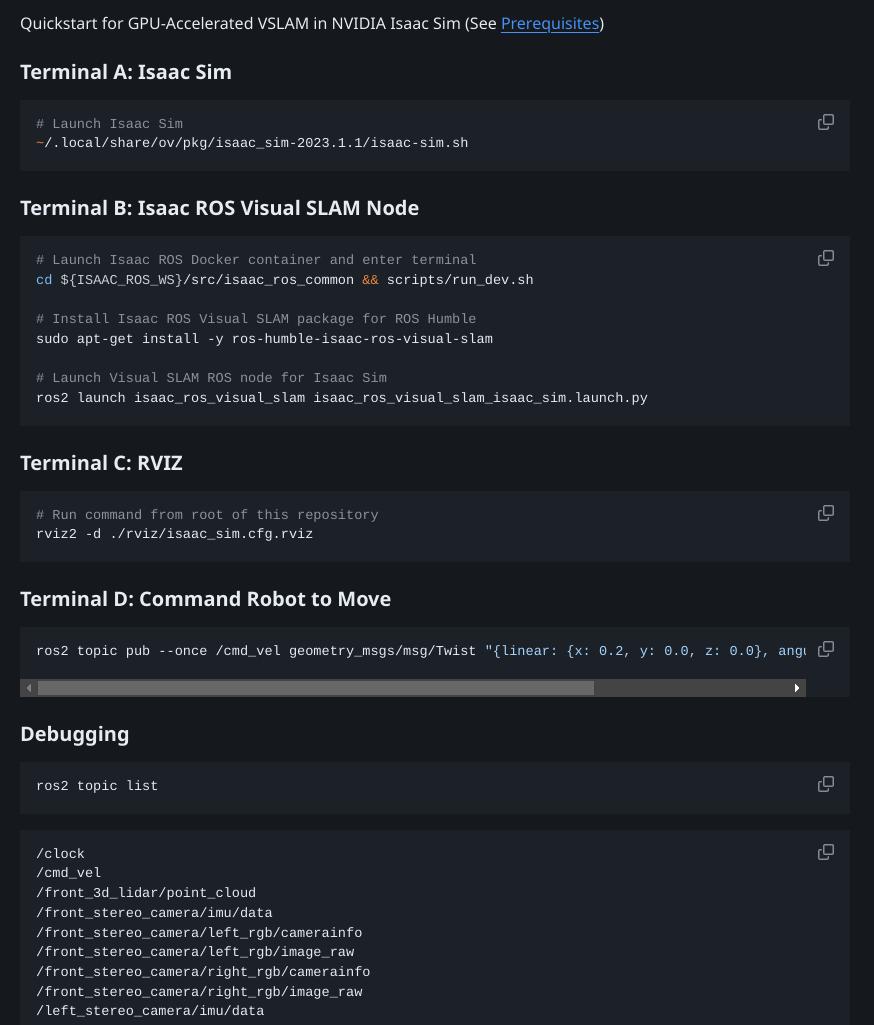 Quickstart for GPU-Accelerated VSLAM in NVIDIA Isaac Sim (See Prerequisites)
Terminal A: Isaac Sim
# Launch Isaac Sim
~/.local/share/ov/pkg/isaac_sim-2023.1.1/isaac-sim.sh
Terminal B: Isaac ROS Visual SLAM Node
# Launch Isaac ROS Docker container and enter terminal
cd ${ISAAC_ROS_WS}/src/isaac_ros_common && scripts/run_dev.sh
# Install Isaac ROS Visual SLAM package for ROS Humble
sudo apt-get install -y ros-humble-isaac-ros-visual-slam
# Launch Visual SLAM ROS node for Isaac Sim
ros2 launch isaac_ros_visual_slam isaac_ros_visual_slam_isaac_sim.launch.py
Terminal C: RVIZ
# Run command from root of this repository
rviz2 -d ./rviz/isaac_sim.cfg.rviz
Terminal D: Command Robot to Move
ros2 topic pub --once /cmd_vel geometry_msgs/msg/Twist "{linear: {x: 0.2, y: 0.0, z: 0.0}, angu
Debugging
ros2 topic list
/clock
/cmd_vel
/front_3d_lidar/point_cloud
/front_stereo_camera/imu/data
/front_stereo_camera/left_rgb/camerainfo
/front_stereo_camera/left_rgb/image_raw
/front_stereo_camera/right_rgb/camerainfo
/front_stereo_camera/right_rgb/image_raw
/left_stereo_camera/imu/data